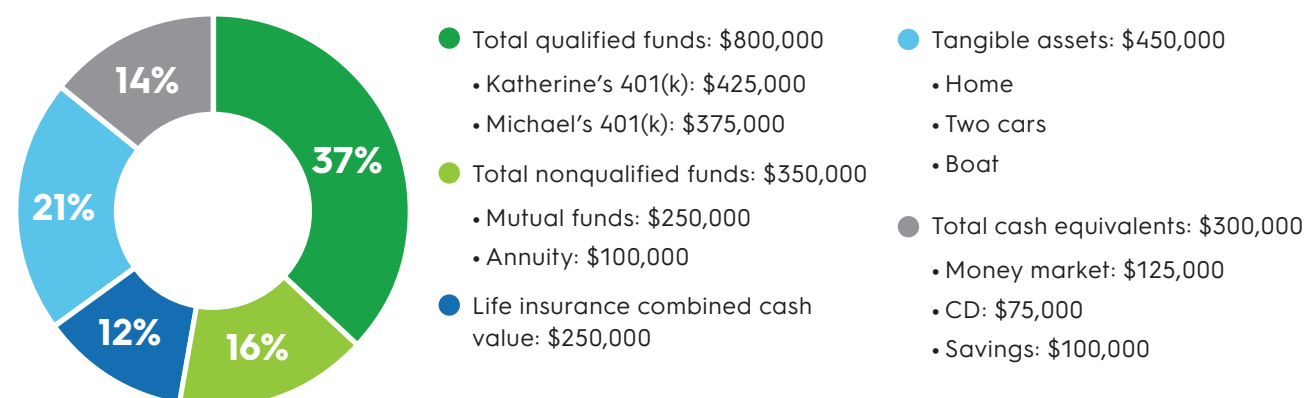 14%
37%
21%
12%
16%
Total qualified funds: $800,000
• Katherine's 401(k): $425,000
• Michael's 401(k): $375,000
Total nonqualified funds: $350,000
• Mutual funds: $250,000
• Annuity: $100,000
Life insurance combined cash
value: $250,000
Tangible assets: $450,000
• Home
• Two cars
• Boat
Total cash equivalents: $300,000
• Money market: $125,000
• CD: $75,000
• Savings: $100,000